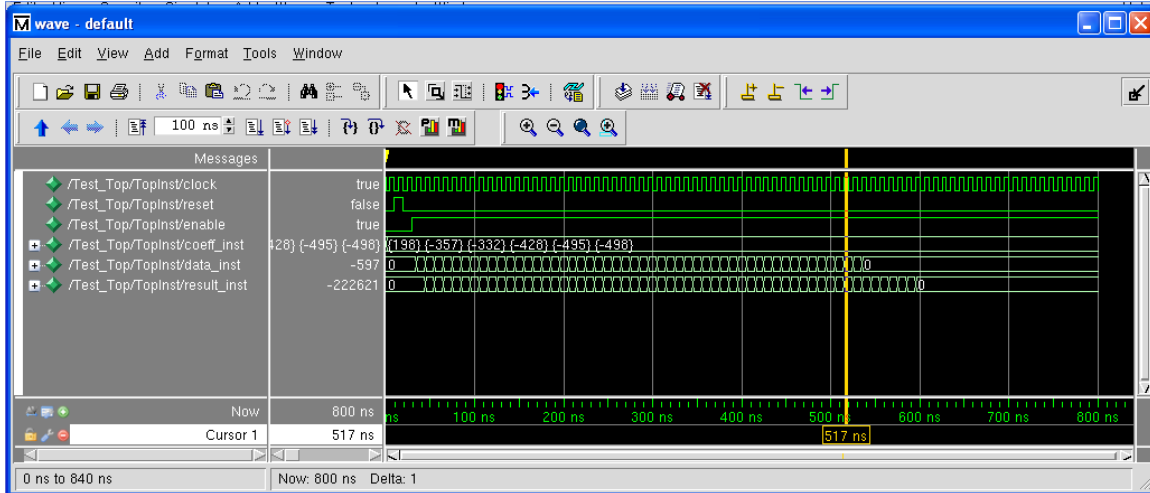 wave - default
File Edit View Add Format Tools Window
100 ns
Messages
/Test_Top/TopInst/clock true
/Test_Top/TopInst/reset false
/Test_Top/TopInst/enable true
/Test_Top/TopInst/coeff_inst 428} {-495} {-498} {198} {-357} {-332} {-428} {-495} {-498}
/Test_Top/TopInst/data_inst -597 0 0
/Test_Top/TopInst/result_inst -222621 0 0
Now 800 ns ns 100 ns 200 ns 300 ns 400 ns 500 ns 600 ns 700 ns 800 ns
Cursor 1 517 ns 517 ns
0 ns to 840 ns Now: 800 ns Delta: 1